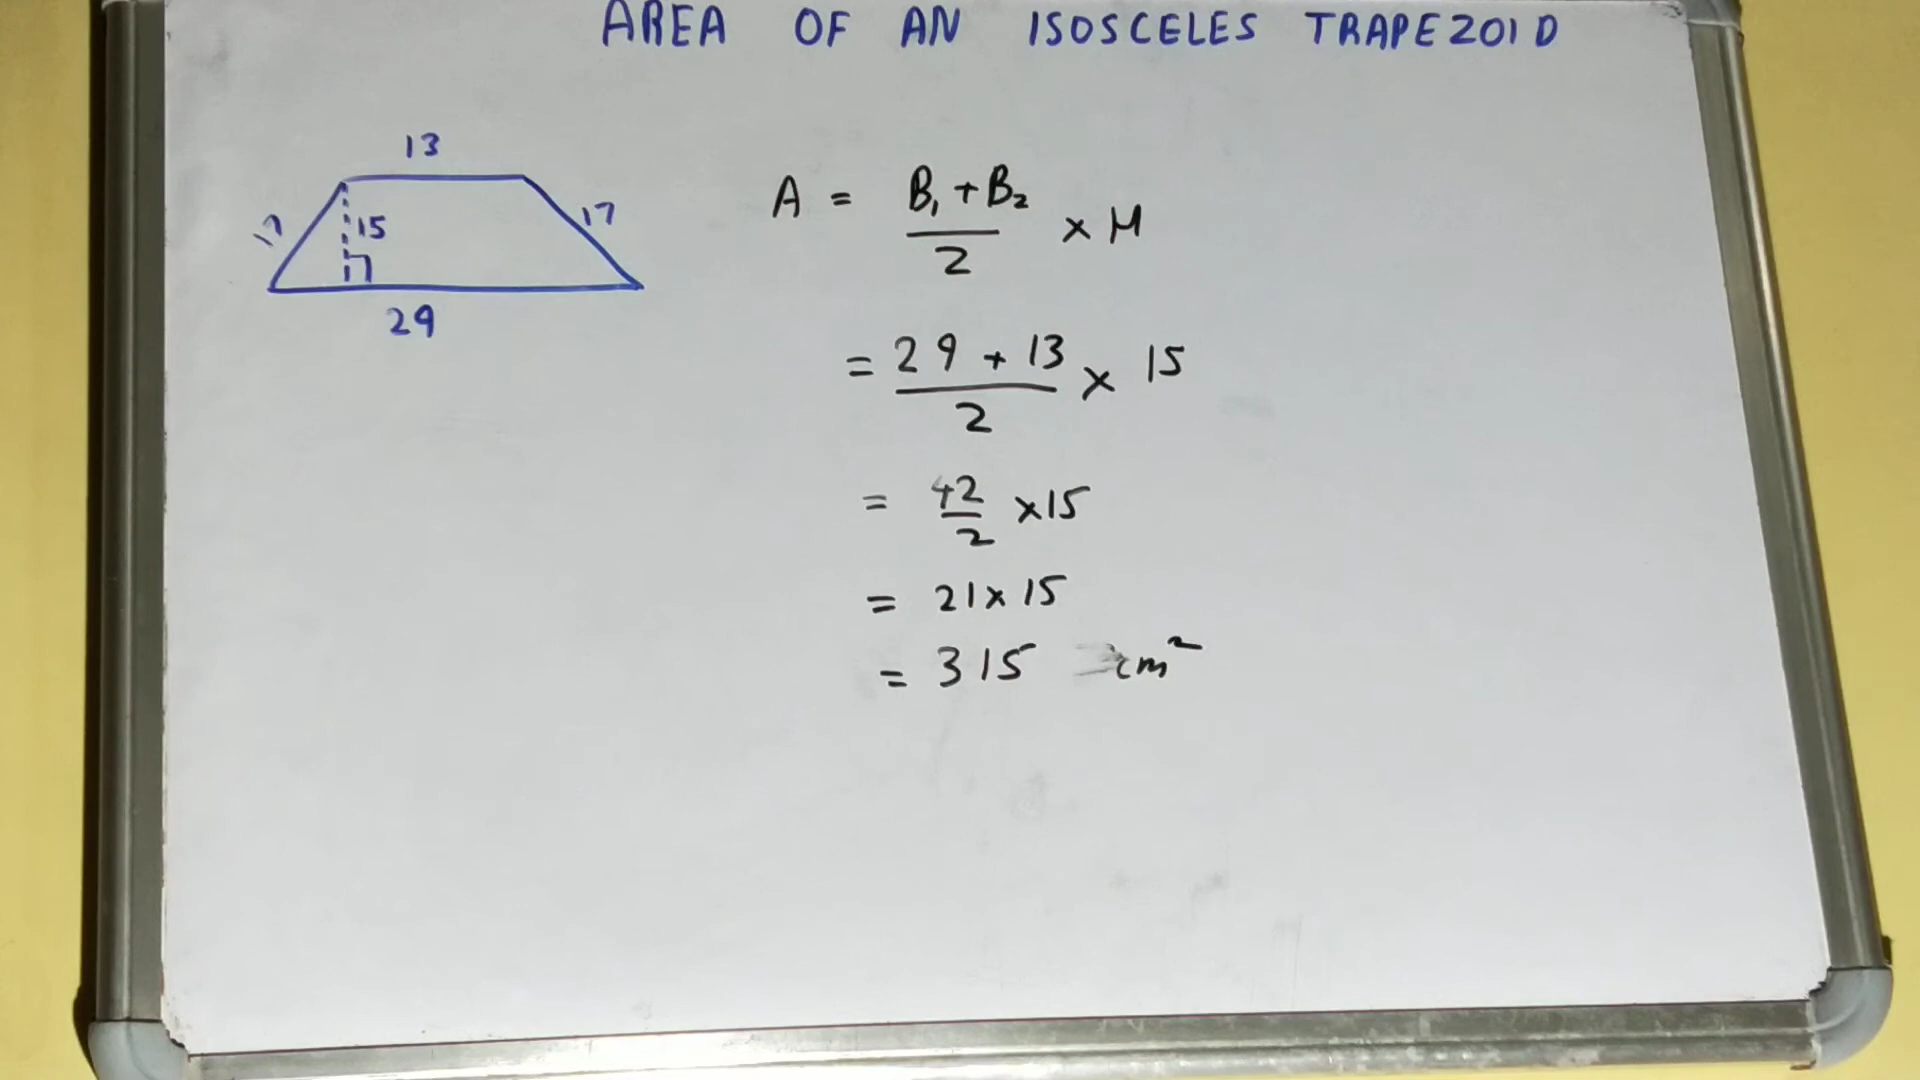 AREA OF AN ISOSCELES TRAPEZOID
13
17
15
17
29
A = B₁ + B₂ / 2 × H
= 29 + 13 / 2 × 15
= 42 / 2 × 15
= 21 × 15
= 315 cm²